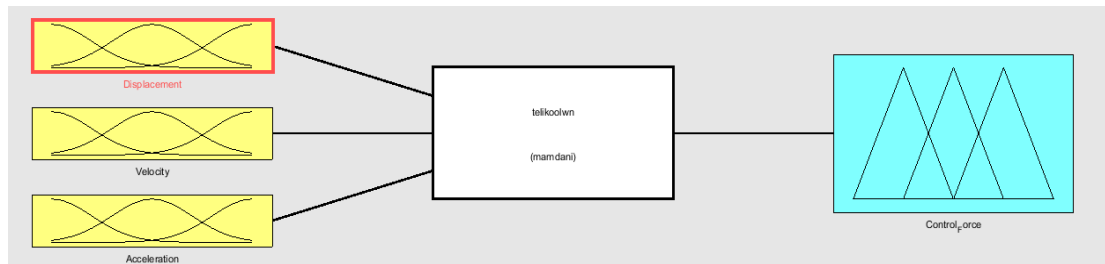 Displacement
telikoolwn
Velocity
(mamdani)
Control_Force
Acceleration